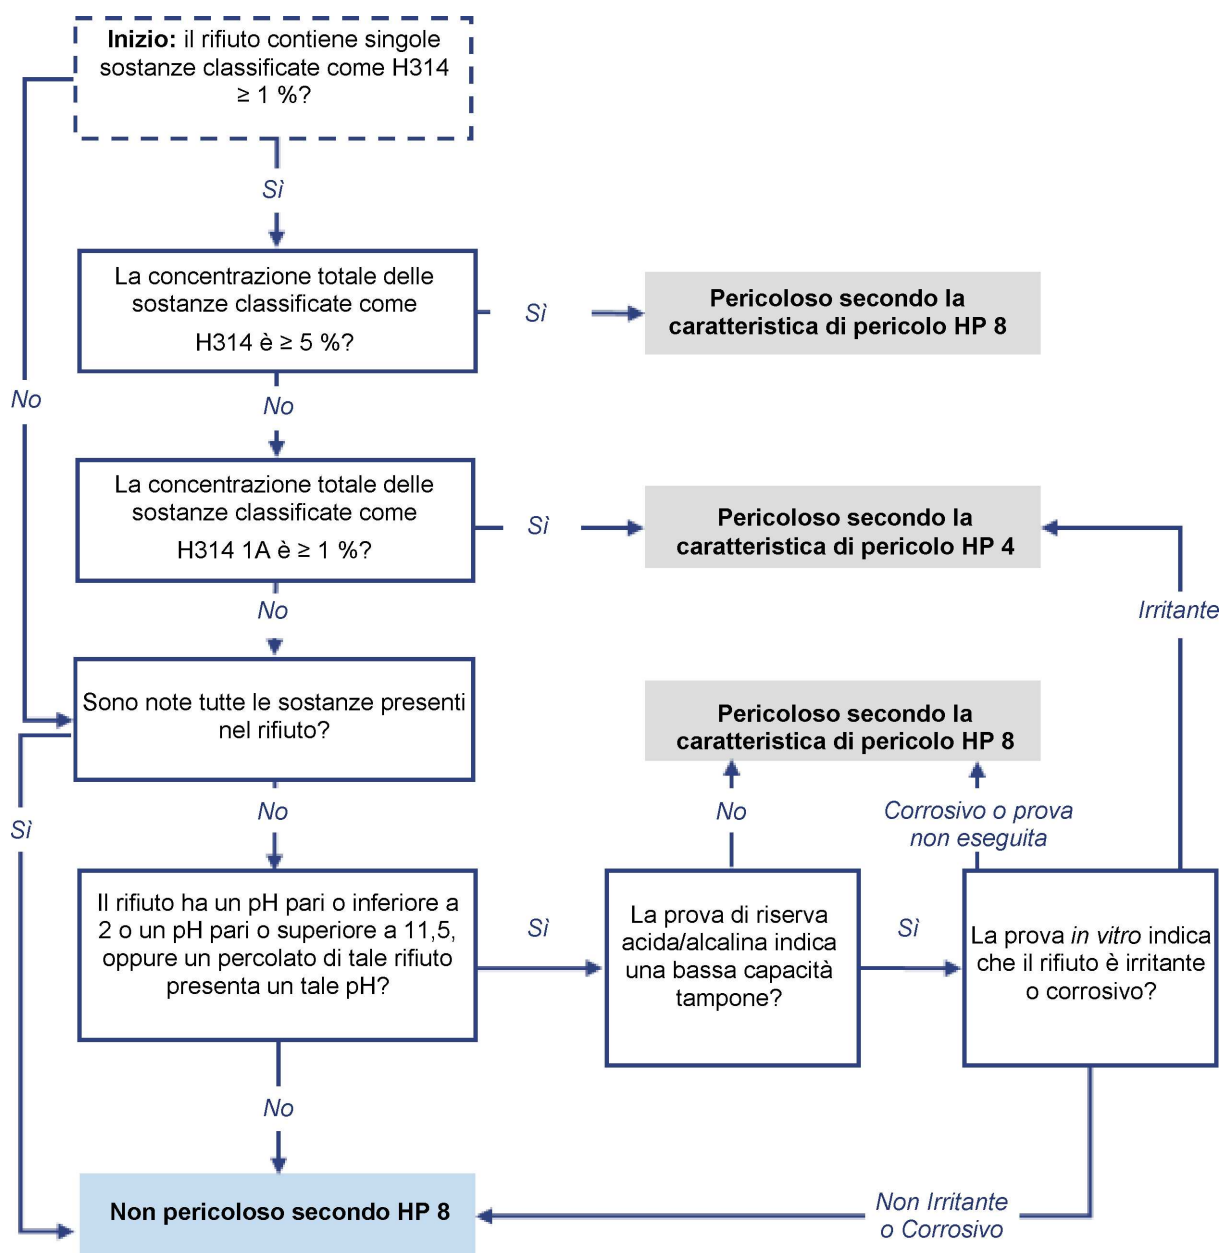 Inizio: il rifiuto contiene singole
sostanze classificate come H314
≥ 1 %?
Sì
No
La concentrazione totale delle
sostanze classificate come
H314 è ≥ 5 %?
Sì
Pericoloso secondo la
caratteristica di pericolo HP 8
No
La concentrazione totale delle
sostanze classificate come
H314 1A è ≥ 1 %?
Sì
Pericoloso secondo la
caratteristica di pericolo HP 4
No
Irritante
Sono note tutte le sostanze presenti
nel rifiuto?
Pericoloso secondo la
caratteristica di pericolo HP 8
Sì
No
No
Corrosivo o prova
non eseguita
Il rifiuto ha un pH pari o inferiore a
2 o un pH pari o superiore a 11,5,
oppure un percolato di tale rifiuto
presenta un tale pH?
Sì
La prova di riserva
acida/alcalina indica
una bassa capacità
tampone?
Sì
La prova in vitro indica
che il rifiuto è irritante
o corrosivo?
No
Non pericoloso secondo HP 8
Non Irritante
o Corrosivo